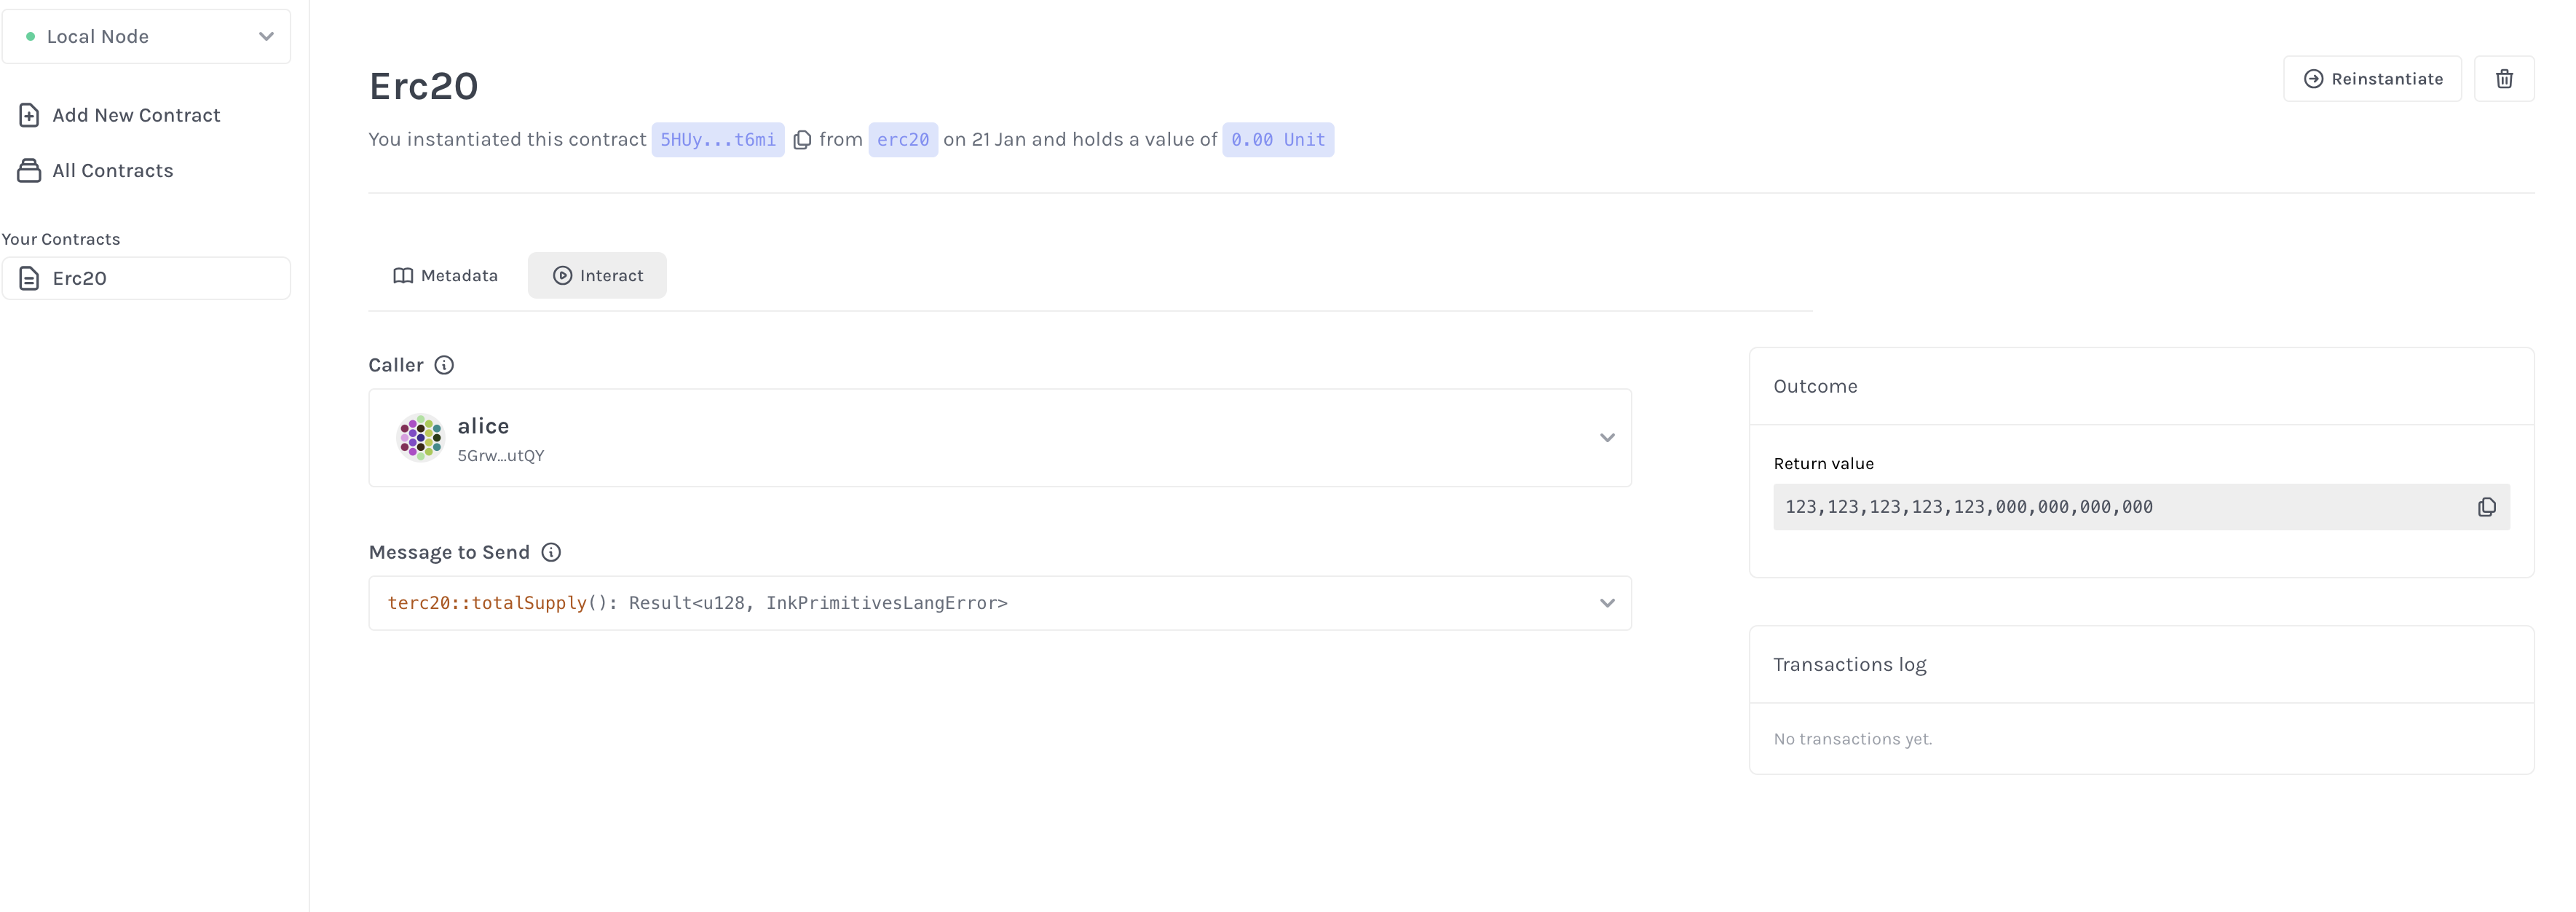 Local Node
Add New Contract
All Contracts
Your Contracts
Erc20
Erc20
Reinstantiate
You instantiated this contract 5HUy...t6mi from erc20 on 21 Jan and holds a value of 0.00 Unit
Metadata
Interact
Caller
alice
5Grw...utQY
Message to Send
terc20::totalSupply(): Result<u128, InkPrimitivesLangError>
Outcome
Return value
123,123,123,123,123,000,000,000,000
Transactions log
No transactions yet.